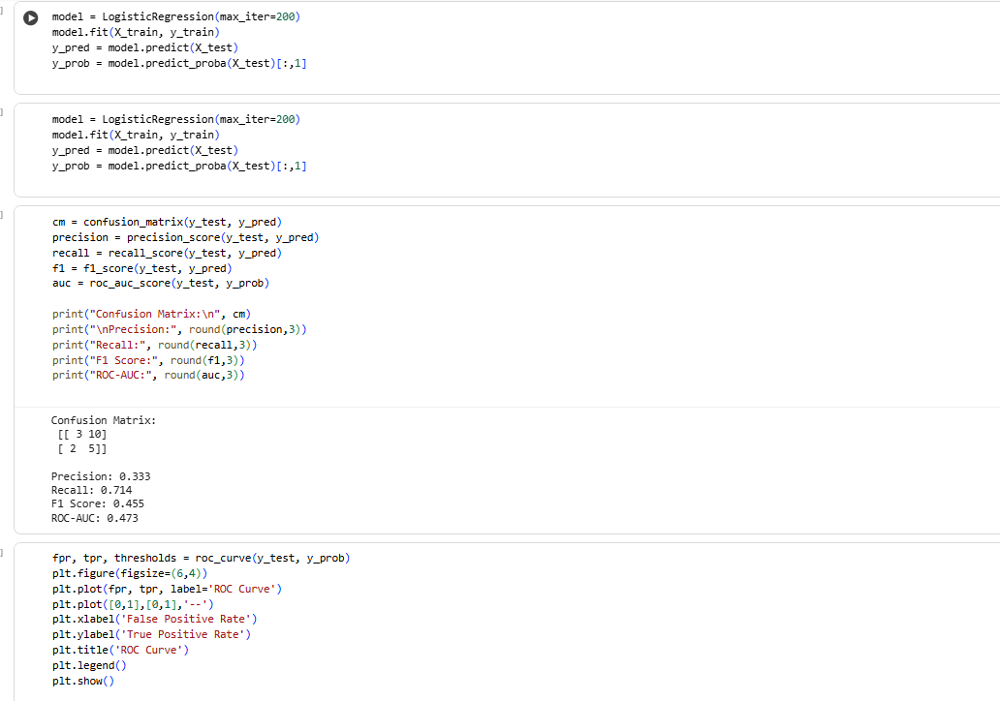 model = LogisticRegression(max_iter=200)
model.fit(X_train, y_train)
y_pred = model.predict(X_test)
y_prob = model.predict_proba(X_test)[:,1]
model = LogisticRegression(max_iter=200)
model.fit(X_train, y_train)
y_pred = model.predict(X_test)
y_prob = model.predict_proba(X_test)[:,1]
cm = confusion_matrix(y_test, y_pred)
precision = precision_score(y_test, y_pred)
recall = recall_score(y_test, y_pred)
f1 = f1_score(y_test, y_pred)
auc = roc_auc_score(y_test, y_prob)
print("Confusion Matrix:\n", cm)
print("\nPrecision:", round(precision,3))
print("Recall:", round(recall,3))
print("F1 Score:", round(f1,3))
print("ROC-AUC:", round(auc,3))
Confusion Matrix:
[[ 3 10]
[ 2  5]]
Precision: 0.333
Recall: 0.714
F1 Score: 0.455
ROC-AUC: 0.473
fpr, tpr, thresholds = roc_curve(y_test, y_prob)
plt.figure(figsize=(6,4))
plt.plot(fpr, tpr, label='ROC Curve')
plt.plot([0,1],[0,1],'--')
plt.xlabel('False Positive Rate')
plt.ylabel('True Positive Rate')
plt.title('ROC Curve')
plt.legend()
plt.show()